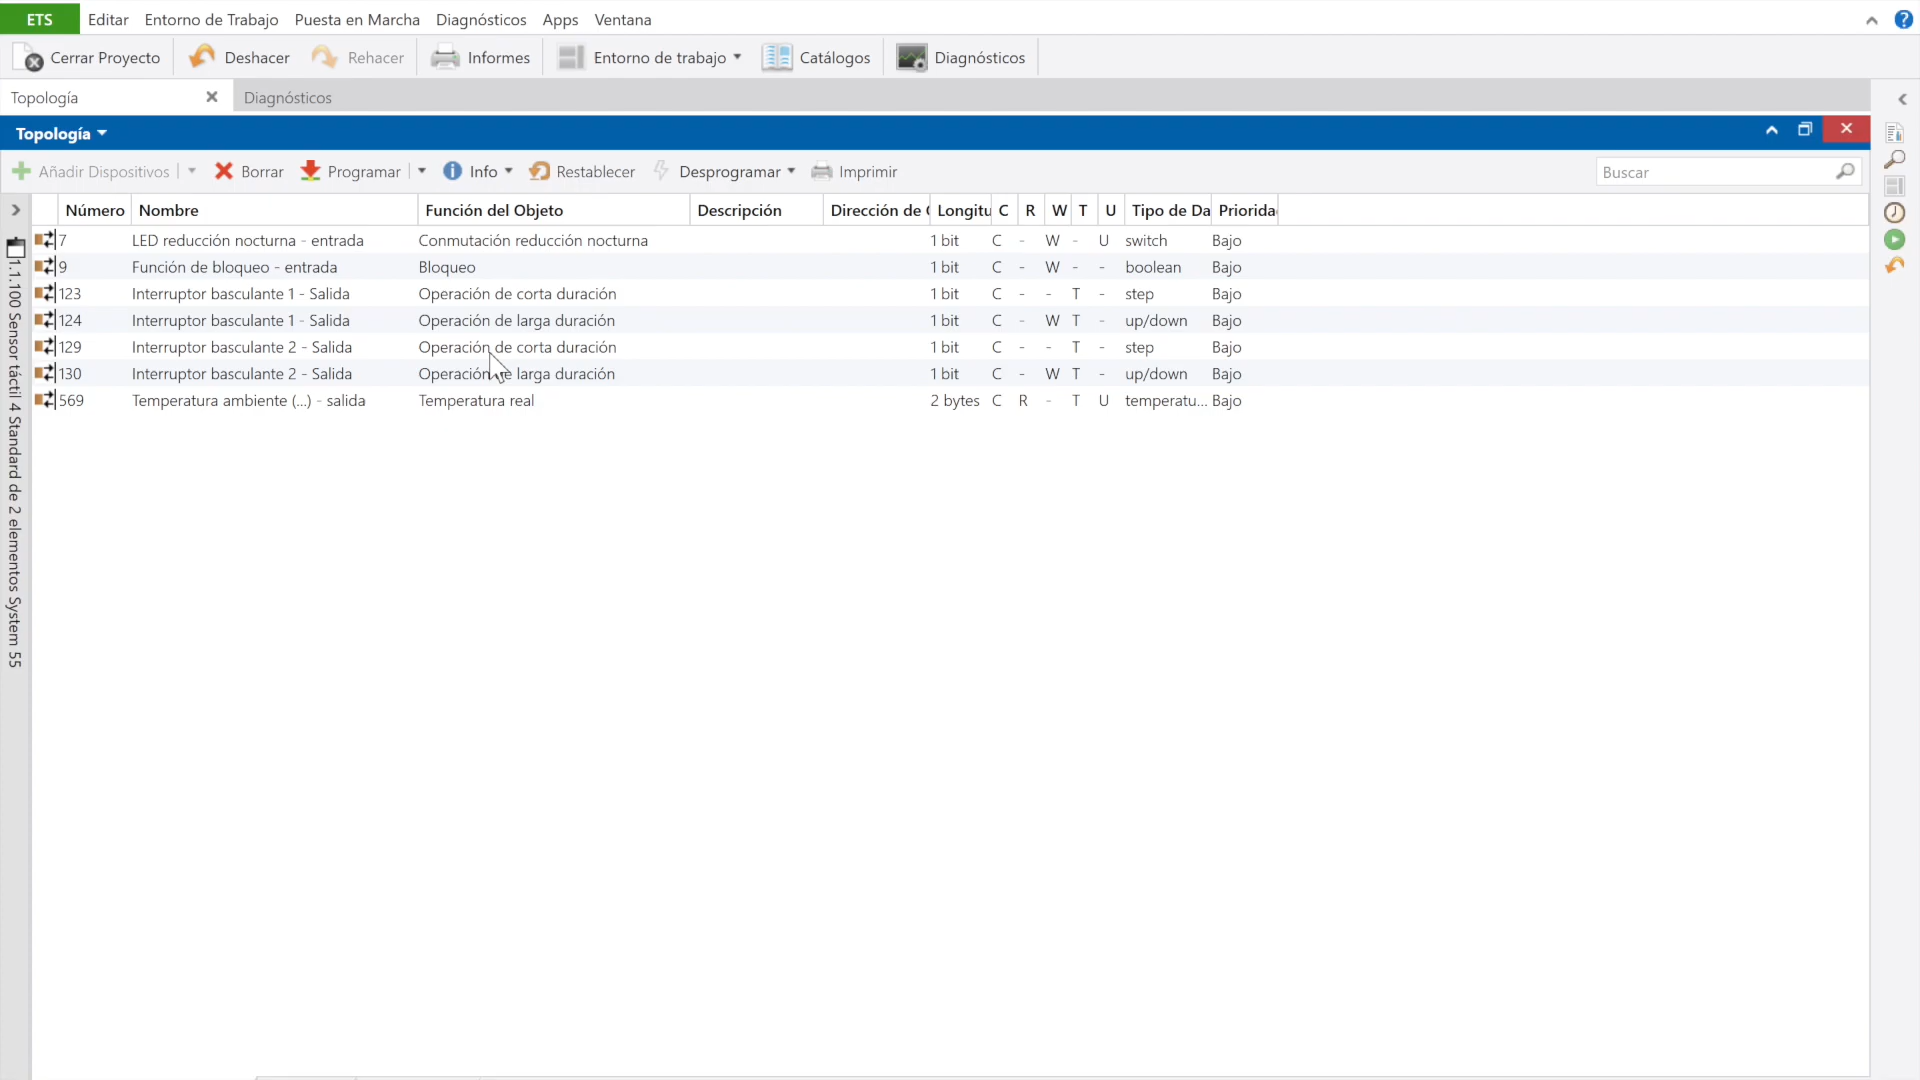 ETS Editar Entorno de Trabajo Puesta en Marcha Diagnósticos Apps Ventana ?
Cerrar Proyecto Deshacer Rehacer Informes Entorno de trabajo Catálogos Diagnósticos
Topología Diagnósticos
Topología
Añadir Dispositivos Borrar Programar Info Restablecer Desprogramar Imprimir Buscar
Número Nombre Función del Objeto Descripción Dirección de Longitu C R W T U Tipo de Da Priorida
7 LED reducción nocturna - entrada Conmutación reducción nocturna 1 bit C - W - U switch Bajo
9 Función de bloqueo - entrada Bloqueo 1 bit C - W - - boolean Bajo
123 Interruptor basculante 1 - Salida Operación de corta duración 1 bit C - - T - step Bajo
124 Interruptor basculante 1 - Salida Operación de larga duración 1 bit C - W T - up/down Bajo
129 Interruptor basculante 2 - Salida Operación de corta duración 1 bit C - - T - step Bajo
130 Interruptor basculante 2 - Salida Operación de larga duración 1 bit C - W T - up/down Bajo
569 Temperatura ambiente (...) - salida Temperatura real 2 bytes C R - T U temperatu... Bajo
1.1.100 Sensor táctil 4 Standard de 2 elementos System 55